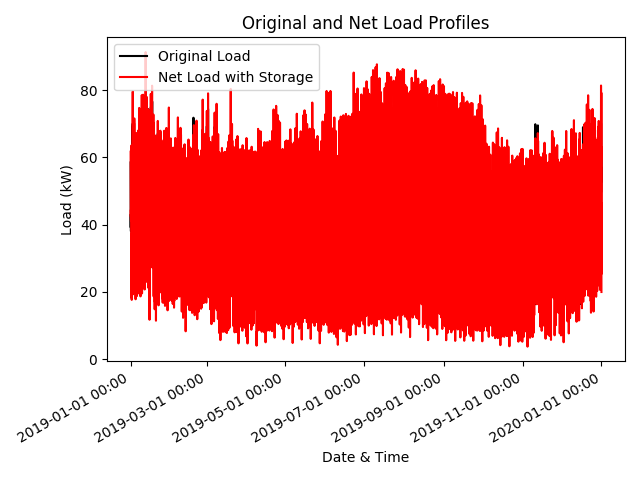 Original and Net Load Profiles
Original Load
Net Load with Storage
80
60
40
20
0
Load (kW)
2019-01-01 00:00
2019-03-01 00:00
2019-05-01 00:00
2019-07-01 00:00
2019-09-01 00:00
2019-11-01 00:00
2020-01-01 00:00
Date & Time